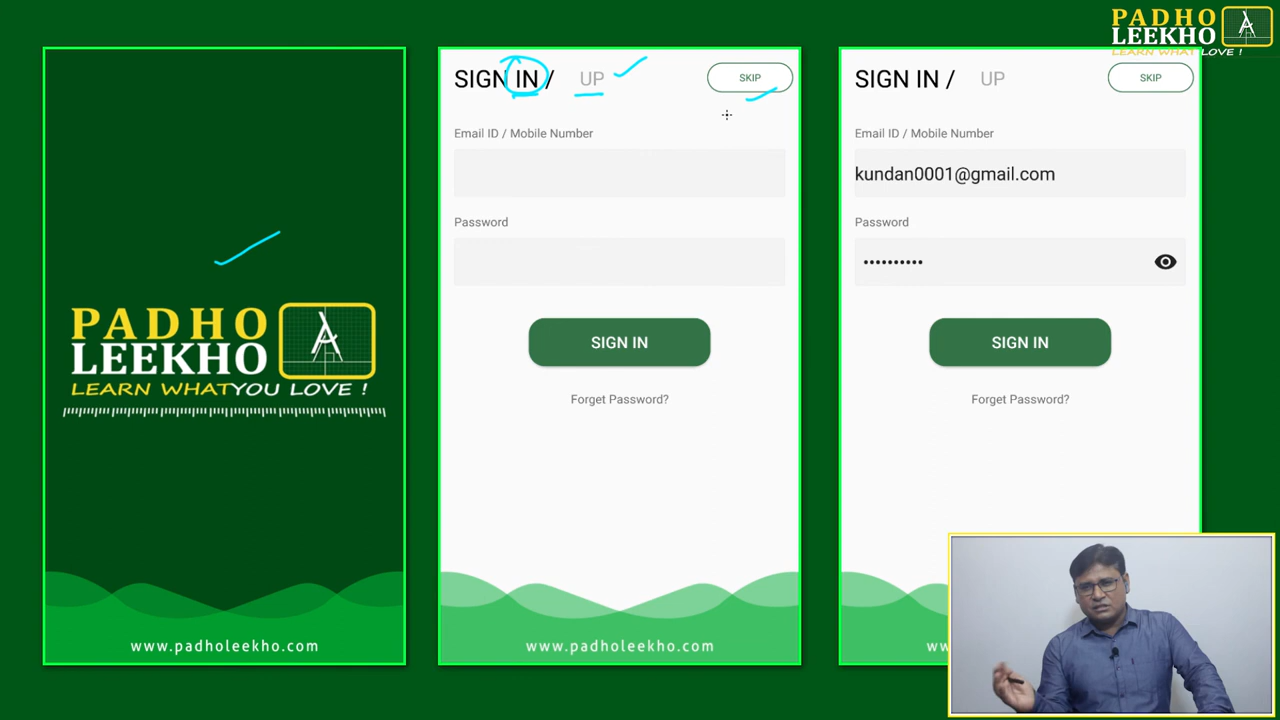 PADHO
LEEKHO
LEARN WHAT YOU LOVE !
PADHO
LEEKHO
LEARN WHATYOU LOVE !
www.padholeekho.com
SIGN IN / UP
SKIP
Email ID / Mobile Number
Password
SIGN IN
Forget Password?
www.padholeekho.com
SIGN IN / UP
SKIP
Email ID / Mobile Number
kundan0001@gmail.com
Password
••••••••••
SIGN IN
Forget Password?